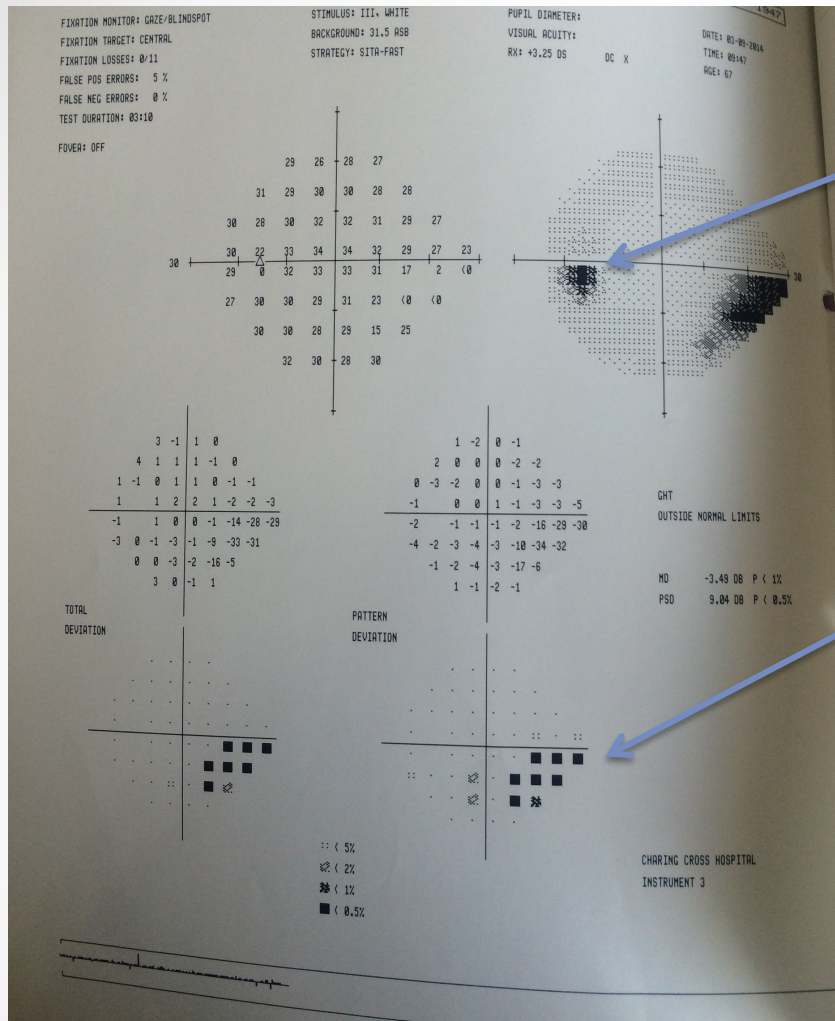 1947
FIXATION MONITOR: GAZE/BLINDSPOT
FIXATION TARGET: CENTRAL
FIXATION LOSSES: 0/11
FALSE POS ERRORS: 5 %
FALSE NEG ERRORS: 0 %
TEST DURATION: 03:10
FOVEA: OFF
STIMULUS: III, WHITE
BACKGROUND: 31.5 ASB
STRATEGY: SITA-FAST
PUPIL DIAMETER:
VISUAL ACUITY:
RX: +3.25 DS DC X
DATE: 03-09-2014
TIME: 09:47
AGE: 67
29 26 28 27
31 29 30 30 28 28
30 28 30 32 32 31 29 27
30 22 33 34 34 32 29 27 23
30 30
29 0 32 33 33 31 17 2 <0
27 30 30 29 31 23 <0 <0
30 30 28 29 15 25
32 30 28 30
3 -1 1 0
4 1 1 1 -1 0
1 -1 0 1 1 0 -1 -1
1 1 2 2 1 -2 -2 -3
-1 1 0 0 -1 -14 -28 -29
-3 0 -1 -3 -1 -9 -33 -31
0 0 -3 -2 -16 -5
3 0 -1 1
TOTAL
DEVIATION
1 -2 0 -1
2 0 0 0 -2 -2
0 -3 -2 0 0 -1 -3 -3
-1 0 0 1 -1 -3 -3 -5
-2 -1 -1 -1 -2 -16 -29 -30
-4 -2 -3 -4 -3 -10 -34 -32
-1 -2 -4 -3 -17 -6
1 -1 -2 -1
PATTERN
DEVIATION
GHT
OUTSIDE NORMAL LIMITS
MD -3.49 DB P < 1%
PSD 9.04 DB P < 0.5%
< 5%
< 2%
< 1%
< 0.5%
CHARING CROSS HOSPITAL
INSTRUMENT 3